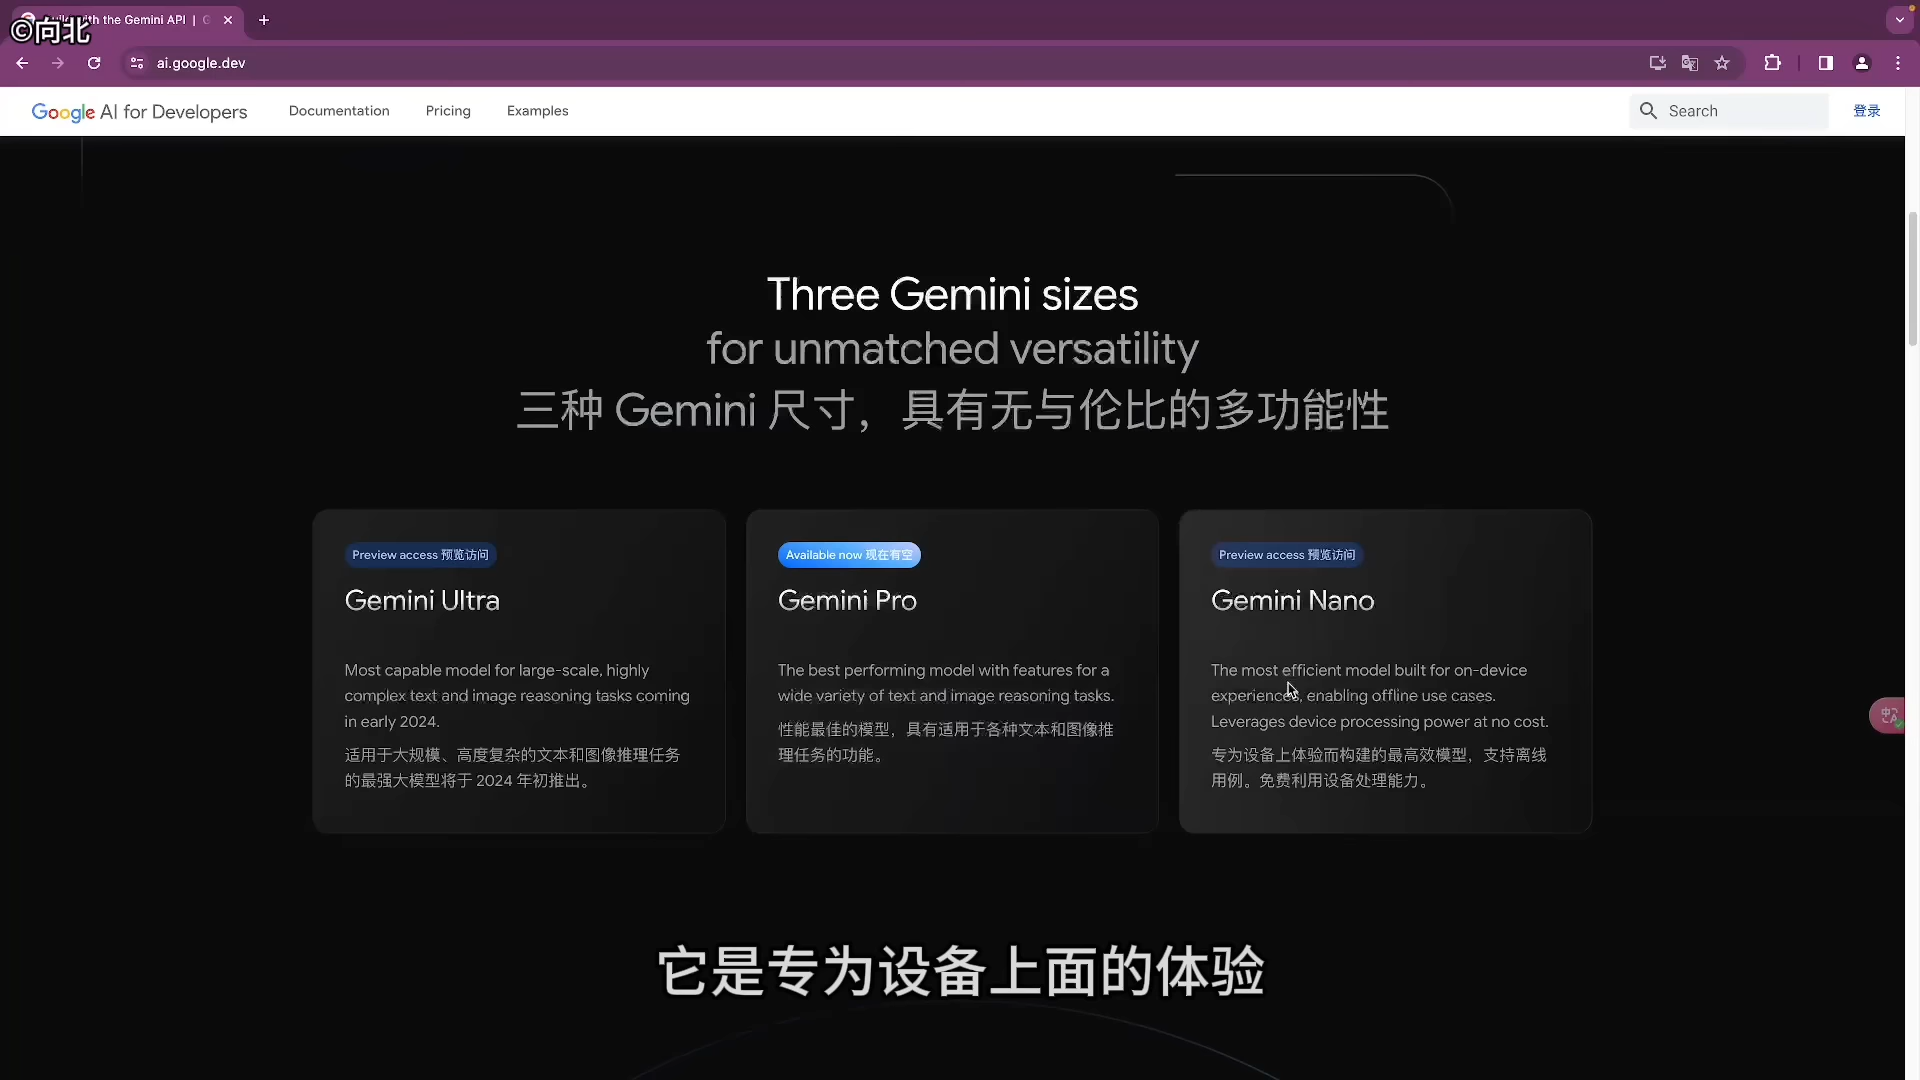 with the Gemini API | G
©向北
ai.google.dev
Google AI for Developers
Documentation
Pricing
Examples
Search
登录
Three Gemini sizes
for unmatched versatility
三种 Gemini 尺寸，具有无与伦比的多功能性
Preview access 预览访问
Gemini Ultra
Most capable model for large-scale, highly
complex text and image reasoning tasks coming
in early 2024.
适用于大规模、高度复杂的文本和图像推理任务
的最强大模型将于 2024 年初推出。
Available now 现在有空
Gemini Pro
The best performing model with features for a
wide variety of text and image reasoning tasks.
性能最佳的模型，具有适用于各种文本和图像推
理任务的功能。
Preview access 预览访问
Gemini Nano
The most efficient model built for on-device
experiences, enabling offline use cases.
Leverages device processing power at no cost.
专为设备上体验而构建的最高效模型，支持离线
用例。免费利用设备处理能力。
它是专为设备上面的体验